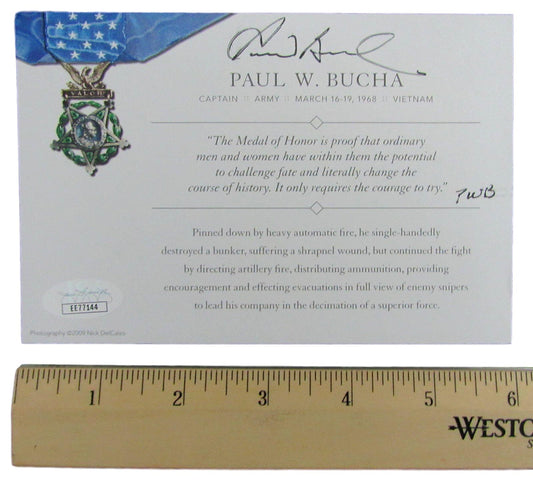 VALOR
PAUL W. BUCHA
CAPTAIN :: ARMY :: MARCH 16-19, 1968 :: VIETNAM
"The Medal of Honor is proof that ordinary
men and women have within them the potential
to challenge fate and literally change the
course of history. It only requires the courage to try."
PWB
Pinned down by heavy automatic fire, he single-handedly
destroyed a bunker, suffering a shrapnel wound, but continued the fight
by directing artillery fire, distributing ammunition, providing
encouragement and effecting evacuations in full view of enemy snipers
to lead his company in the decimation of a superior force.
EE77144
Photography ©2009 Nick DelCalzo
1 2 3 4 5 6
WESTC